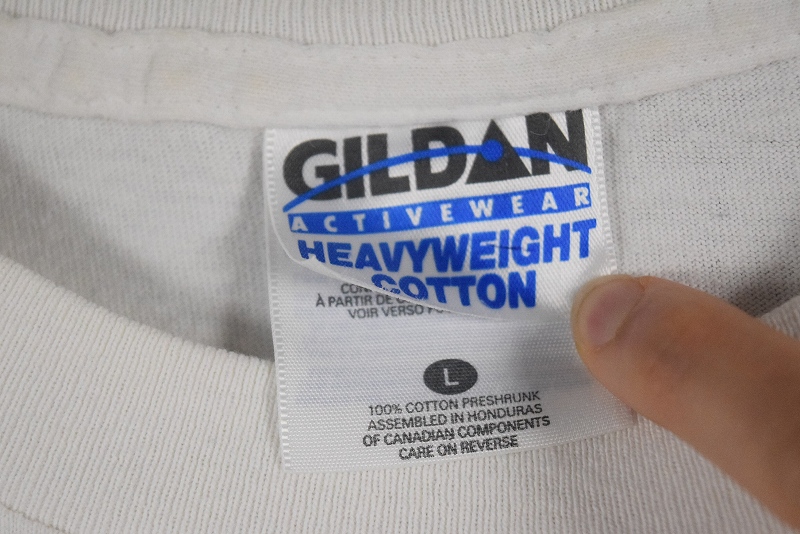 GILDAN
ACTIVEWEAR
HEAVYWEIGHT
COTTON
À PARTIR DE
VOIR VERSO
L
100% COTTON PRESHRUNK
ASSEMBLED IN HONDURAS
OF CANADIAN COMPONENTS
CARE ON REVERSE